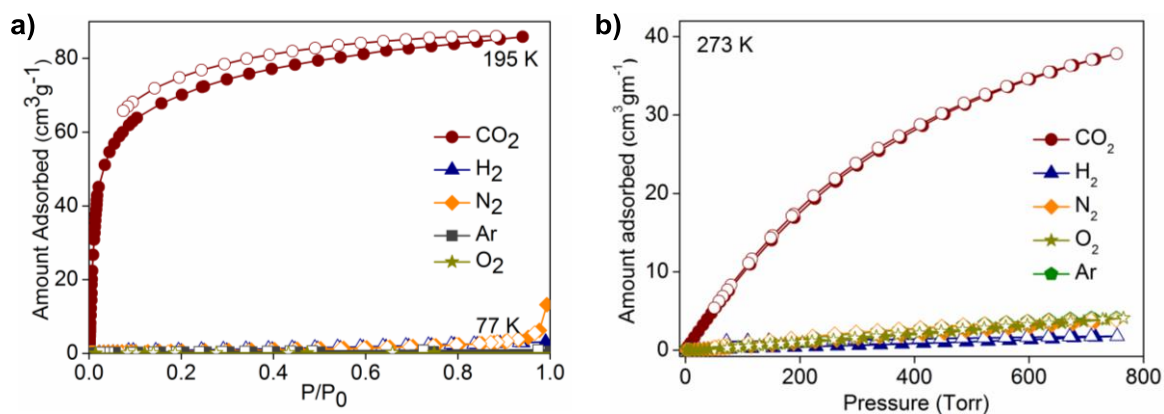 a)
Amount Adsorbed (cm³g⁻¹)
80
60
40
20
0
195 K
CO₂
H₂
N₂
Ar
O₂
77 K
0.0 0.2 0.4 0.6 0.8 1.0
P/P₀
b)
Amount adsorbed (cm³gm⁻¹)
40
30
20
10
0
273 K
CO₂
H₂
N₂
O₂
Ar
0 200 400 600 800
Pressure (Torr)